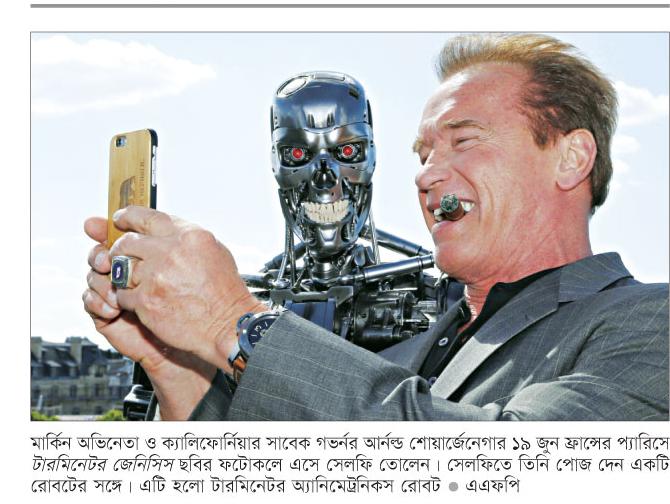 মার্কিন অভিনেতা ও ক্যালিফোর্নিয়ার সাবেক গভর্নর আর্নল্ড শোয়ার্জেনেগার ১৯ জুন ফ্রান্সের প্যারিসে
টারমিনেটর জেনিসিস ছবির ফটোকলে এসে সেলফি তোলেন। সেলফিতে তিনি পোজ দেন একটি
রোবটের সঙ্গে। এটি হলো টারমিনেটর অ্যানিমেট্রনিকস রোবট ● এএফপি